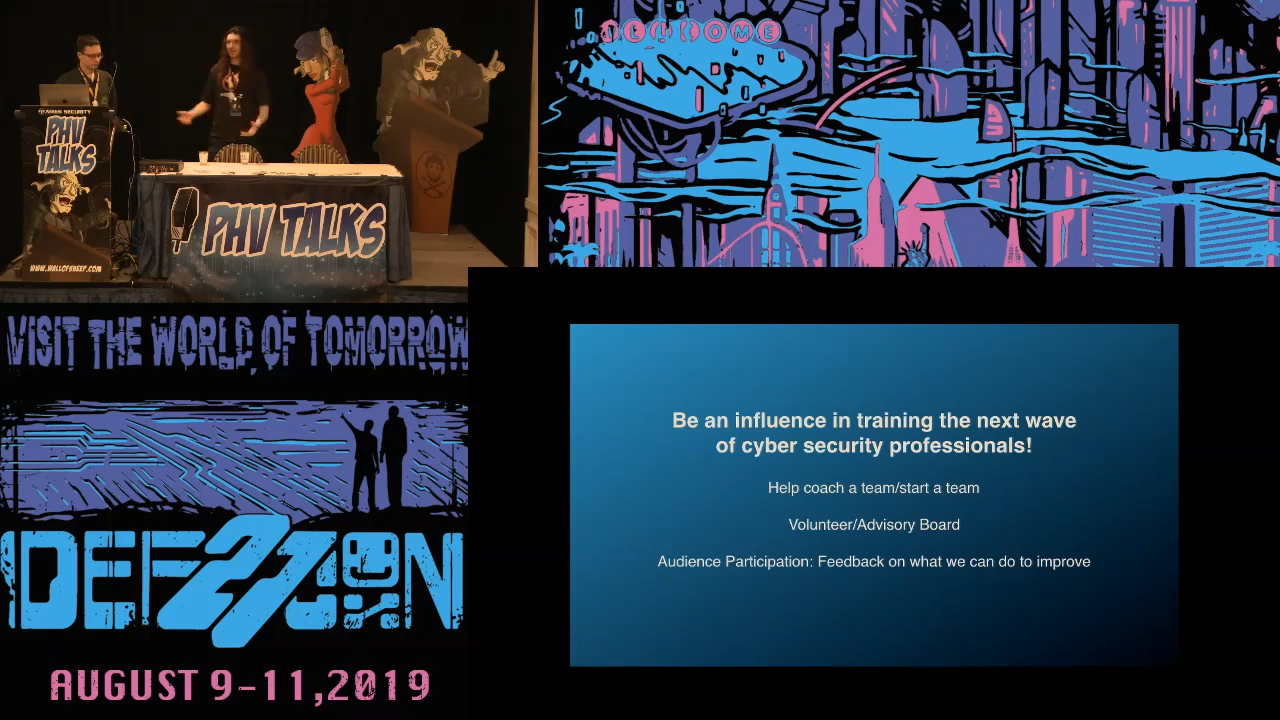 WELCOME
PHV
TALKS
WWW.WALLOFSHEEP.COM
PHV TALKS
VISIT THE WORLD OF TOMORROW
DEF CON
27
AUGUST 9-11,2019
Be an influence in training the next wave
of cyber security professionals!
Help coach a team/start a team
Volunteer/Advisory Board
Audience Participation: Feedback on what we can do to improve